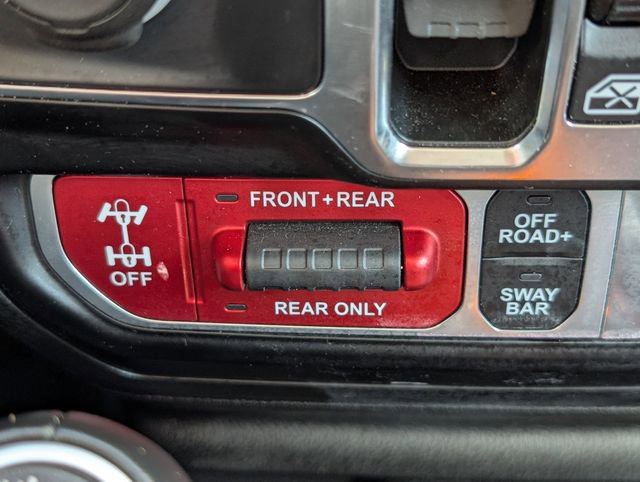 FRONT+REAR
OFF
REAR ONLY
OFF
ROAD+
SWAY
BAR